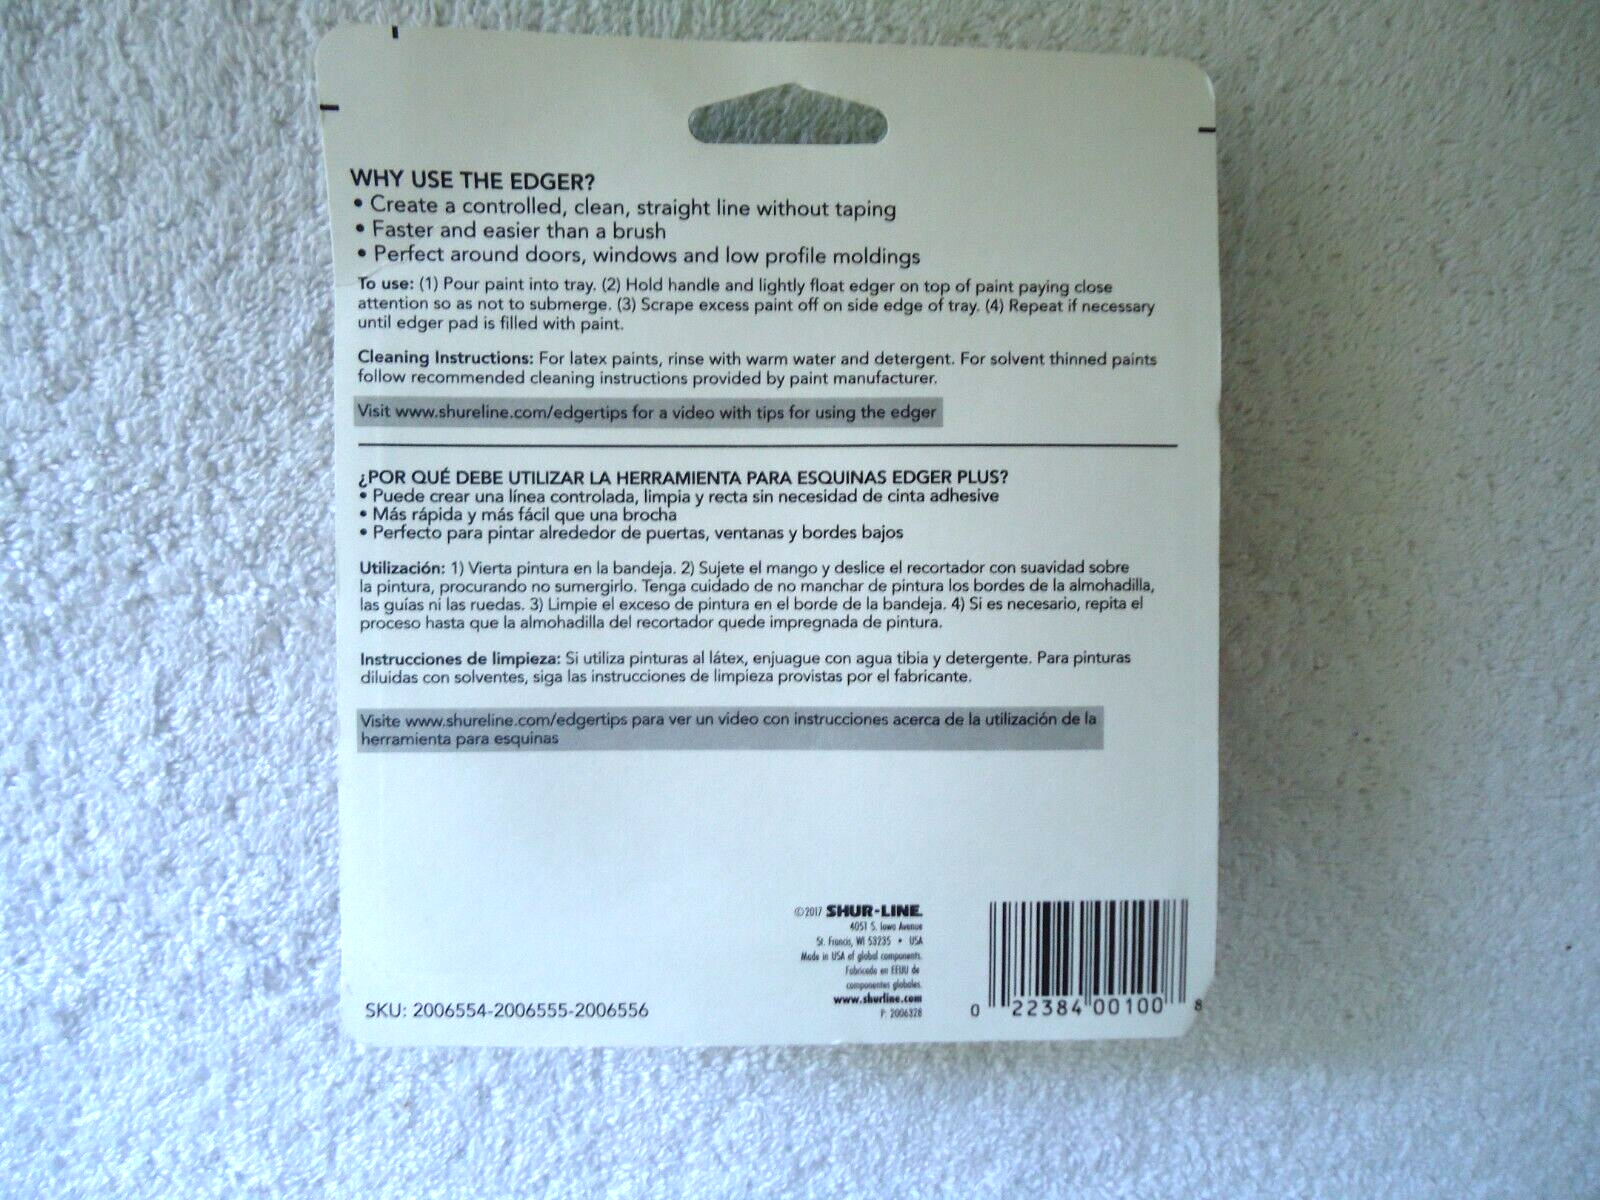 WHY USE THE EDGER?
• Create a controlled, clean, straight line without taping
• Faster and easier than a brush
• Perfect around doors, windows and low profile moldings
To use: (1) Pour paint into tray. (2) Hold handle and lightly float edger on top of paint paying close
attention so as not to submerge. (3) Scrape excess paint off on side edge of tray. (4) Repeat if necessary
until edger pad is filled with paint.
Cleaning Instructions: For latex paints, rinse with warm water and detergent. For solvent thinned paints
follow recommended cleaning instructions provided by paint manufacturer.
Visit www.shureline.com/edgertips for a video with tips for using the edger
¿POR QUÉ DEBE UTILIZAR LA HERRAMIENTA PARA ESQUINAS EDGER PLUS?
• Puede crear una línea controlada, limpia y recta sin necesidad de cinta adhesive
• Más rápida y más fácil que una brocha
• Perfecto para pintar alrededor de puertas, ventanas y bordes bajos
Utilización: 1) Vierta pintura en la bandeja. 2) Sujete el mango y deslice el recortador con suavidad sobre
la pintura, procurando no sumergirlo. Tenga cuidado de no manchar de pintura los bordes de la almohadilla,
las guías ni las ruedas. 3) Limpie el exceso de pintura en el borde de la bandeja. 4) Si es necesario, repita el
proceso hasta que la almohadilla del recortador quede impregnada de pintura.
Instrucciones de limpieza: Si utiliza pinturas al látex, enjuague con agua tibia y detergente. Para pinturas
diluidas con solventes, siga las instrucciones de limpieza provistas por el fabricante.
Visite www.shureline.com/edgertips para ver un video con instrucciones acerca de la utilización de la
herramienta para esquinas
©2017 SHUR-LINE
4051 S. Iowa Avenue
St. Francis, WI 53235 • USA
Made in USA of global components.
Fabricado en EEUU de
componentes globales.
www.shurline.com
P: 2006328
SKU: 2006554-2006555-2006556
0 22384 00100 8